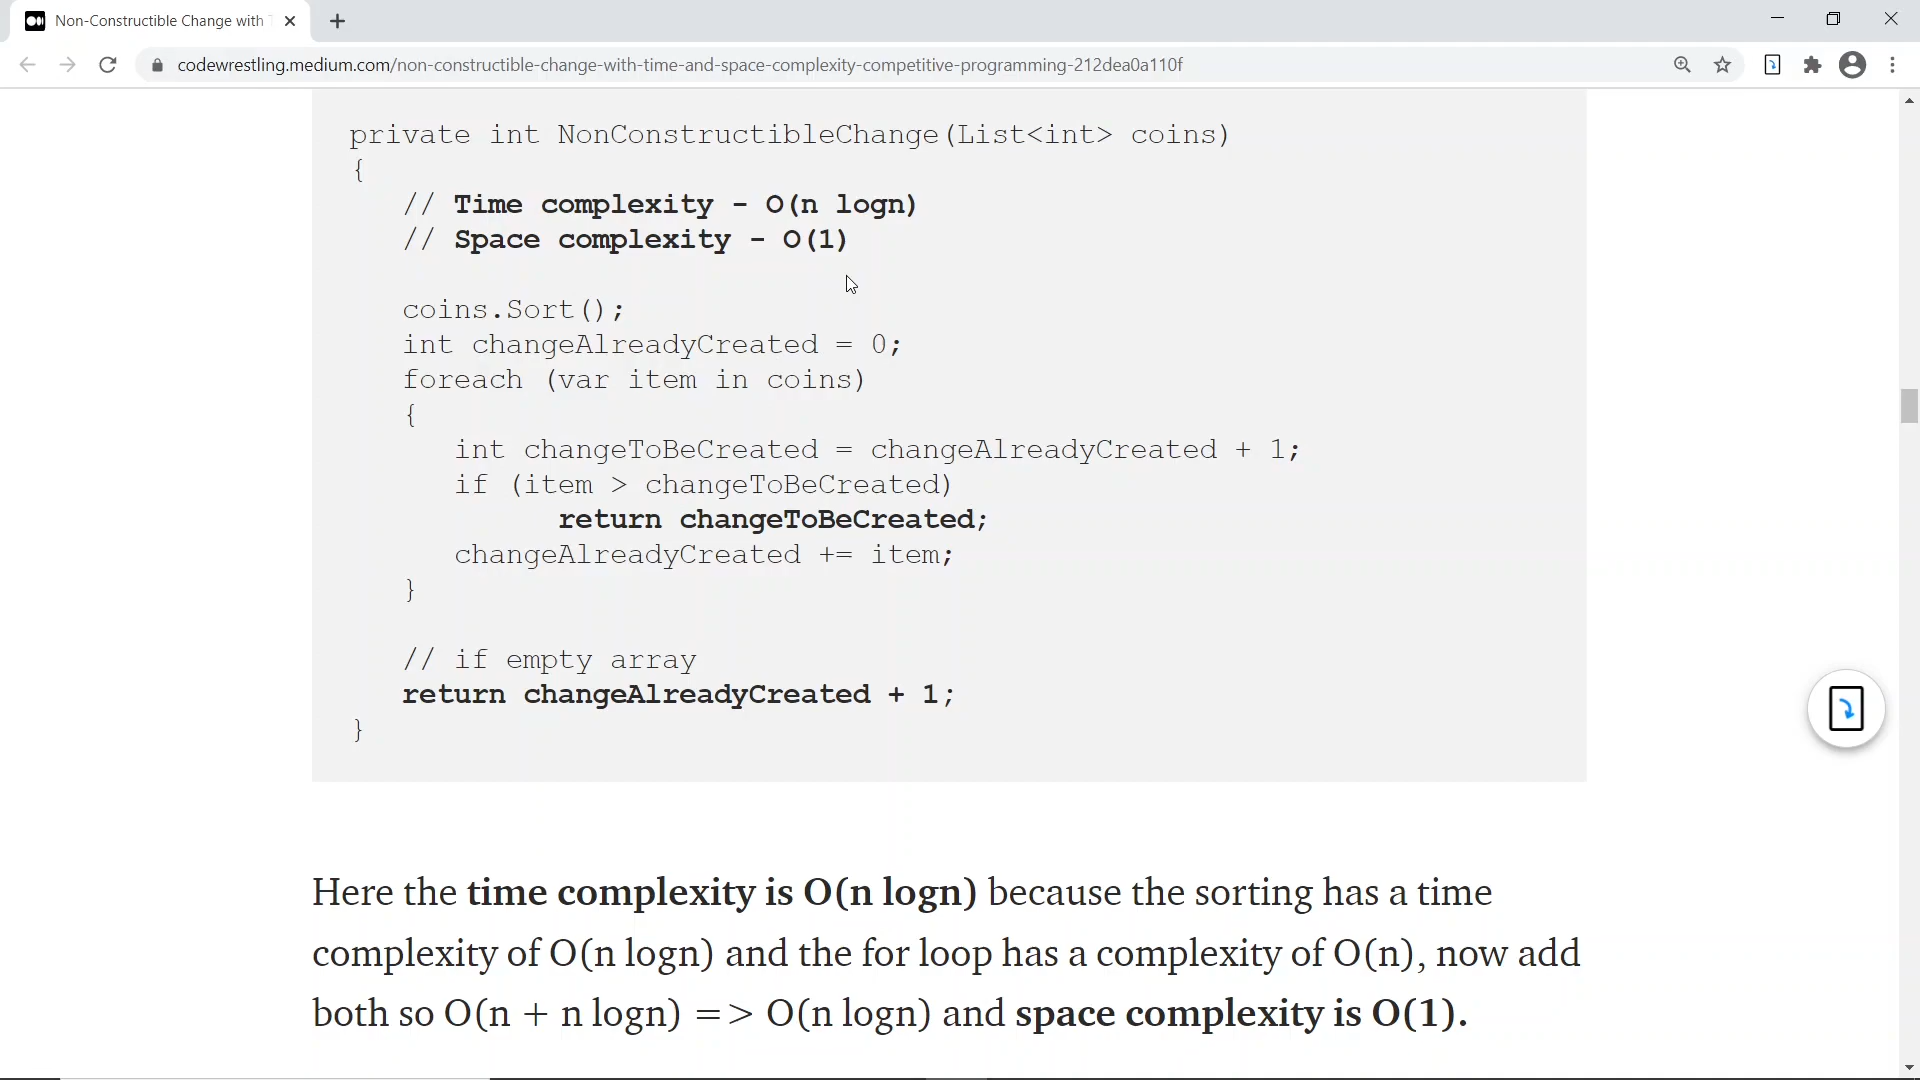 Non-Constructible Change with
codewrestling.medium.com/non-constructible-change-with-time-and-space-complexity-competitive-programming-212dea0a110f
private int NonConstructibleChange(List<int> coins)
{
// Time complexity - O(n logn)
// Space complexity - O(1)
coins.Sort();
int changeAlreadyCreated = 0;
foreach (var item in coins)
{
int changeToBeCreated = changeAlreadyCreated + 1;
if (item > changeToBeCreated)
return changeToBeCreated;
changeAlreadyCreated += item;
}
// if empty array
return changeAlreadyCreated + 1;
}
Here the time complexity is O(n logn) because the sorting has a time
complexity of O(n logn) and the for loop has a complexity of O(n), now add
both so O(n + n logn) => O(n logn) and space complexity is O(1).